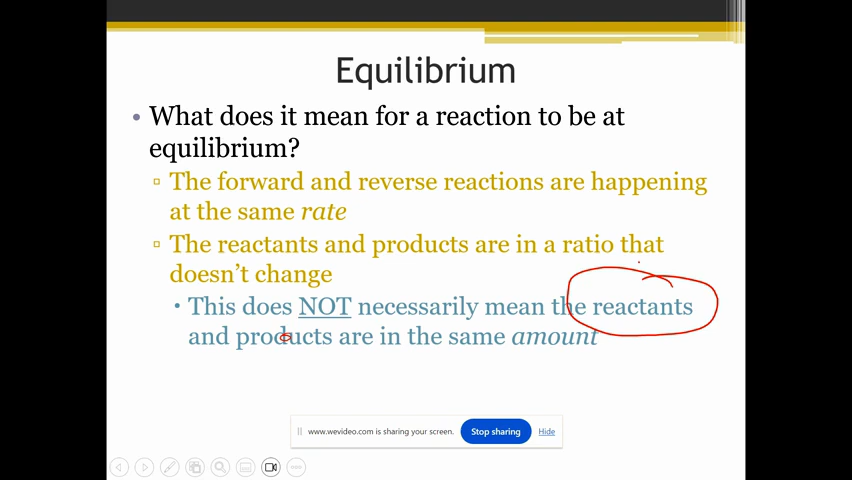 Equilibrium
• What does it mean for a reaction to be at
equilibrium?
▫ The forward and reverse reactions are happening
at the same rate
▫ The reactants and products are in a ratio that
doesn't change
• This does NOT necessarily mean the reactants
and products are in the same amount
www.wevideo.com is sharing your screen. Stop sharing Hide